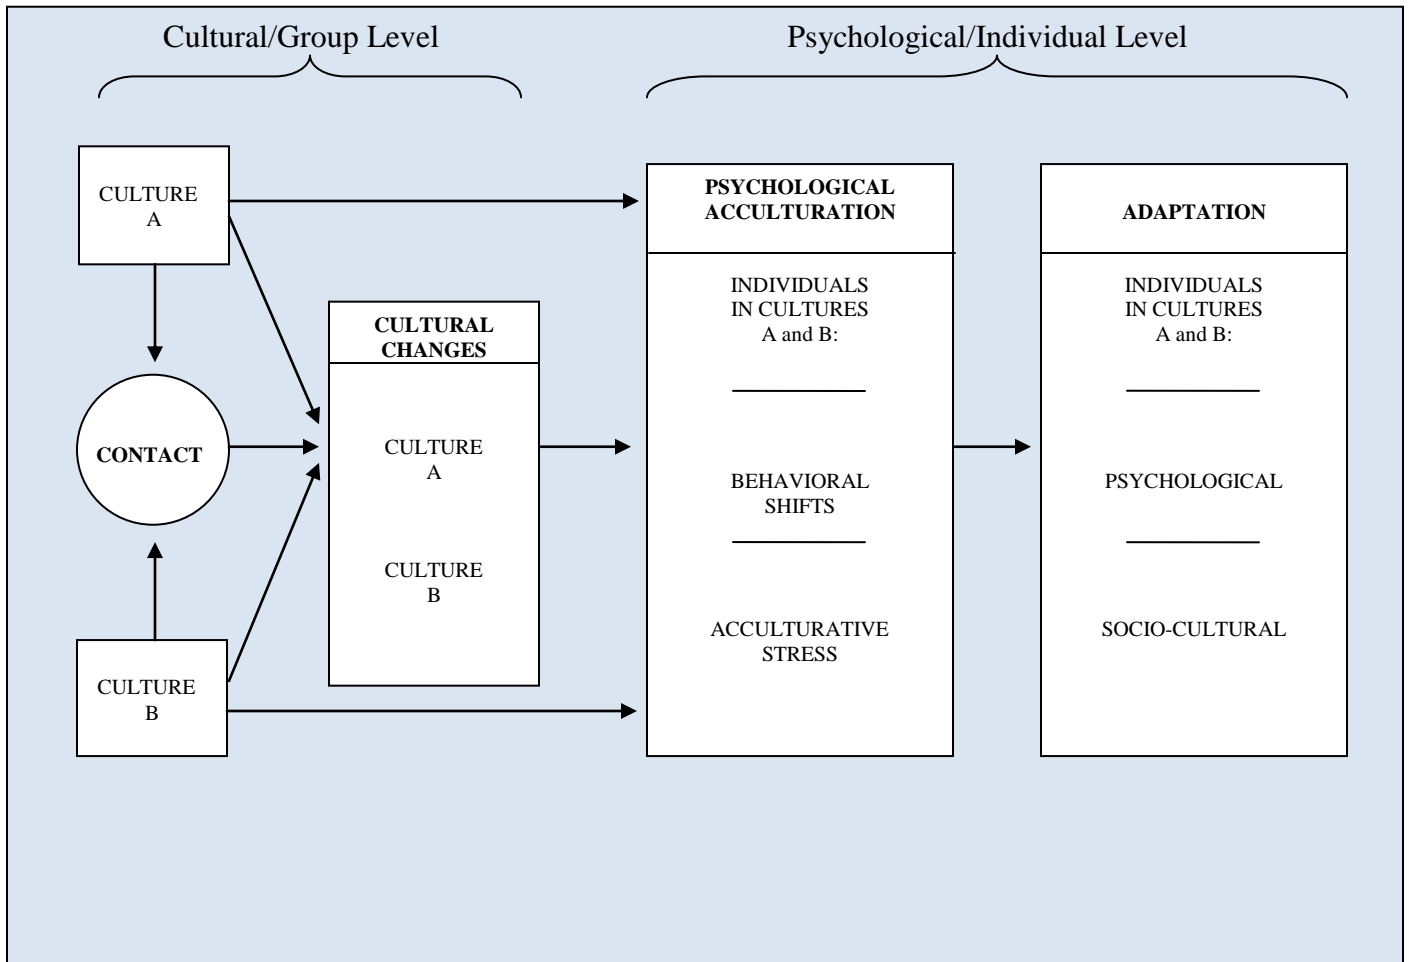 Cultural/Group Level
Psychological/Individual Level
CULTURE
A
CONTACT
CULTURE
B
CULTURAL
CHANGES
CULTURE
A
CULTURE
B
PSYCHOLOGICAL
ACCULTURATION
INDIVIDUALS
IN CULTURES
A and B:
BEHAVIORAL
SHIFTS
ACCULTURATIVE
STRESS
ADAPTATION
INDIVIDUALS
IN CULTURES
A and B:
PSYCHOLOGICAL
SOCIO-CULTURAL